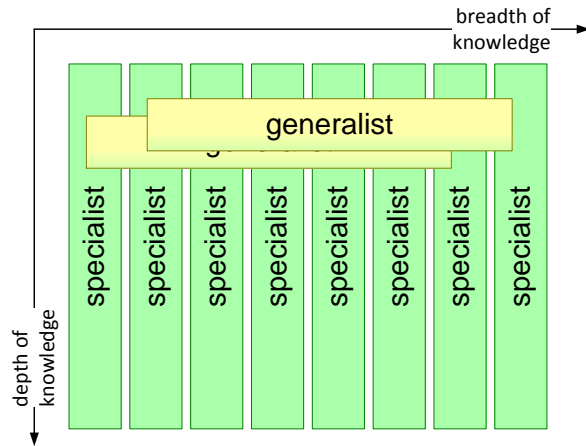 breadth of
knowledge
generalist
specialist
specialist
specialist
specialist
specialist
specialist
specialist
specialist
depth of
knowledge